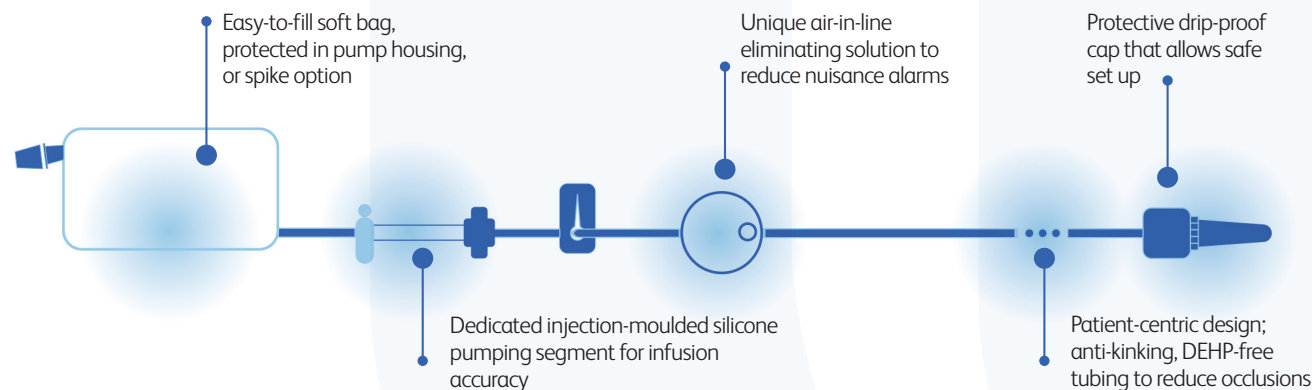 Easy-to-fill soft bag,
protected in pump housing,
or spike option
Unique air-in-line
eliminating solution to
reduce nuisance alarms
Protective drip-proof
cap that allows safe
set up
Dedicated injection-moulded silicone
pumping segment for infusion
accuracy
Patient-centric design;
anti-kinking, DEHP-free
tubing to reduce occlusions